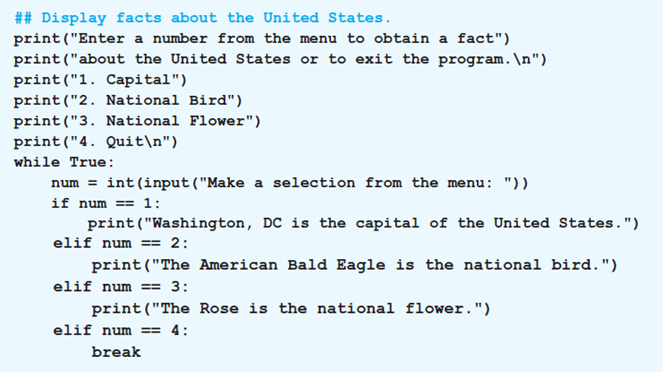 ## Display facts about the United States.
print("Enter a number from the menu to obtain a fact")
print("about the United States or to exit the program.\n")
print("1. Capital")
print("2. National Bird")
print("3. National Flower")
print("4. Quit\n")
while True:
    num = int(input("Make a selection from the menu: "))
    if num == 1:
        print("Washington, DC is the capital of the United States.")
    elif num == 2:
        print("The American Bald Eagle is the national bird.")
    elif num == 3:
        print("The Rose is the national flower.")
    elif num == 4:
        break